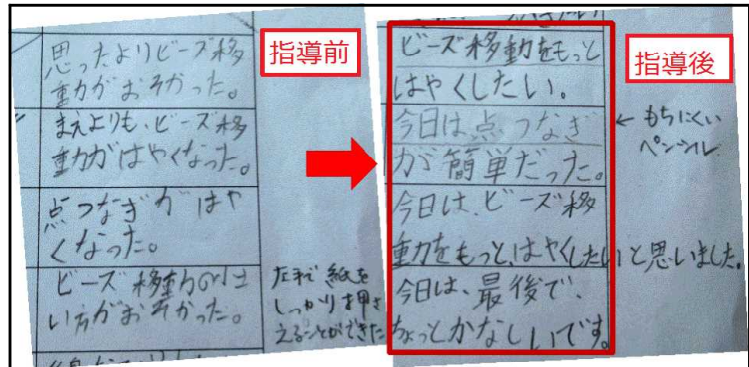 指導前
思ったよりビーズ移
動がおそかった。
まえよりも、ビーズ移
動がはやくなった。
点つなぎがはや
くなった。
ビーズ移動の仕
い方がおそかった。
左手で紙を
しっかり押さ
えることができた
指導後
ビーズ移動をもっと
はやくしたい。
今日は点つなぎ
が簡単だった。
←もちにくい
ペンシル
今日は、ビーズ移
動をもっと、はやくしたいと思いました。
今日は、最後で、
ちょっとかなしいです。